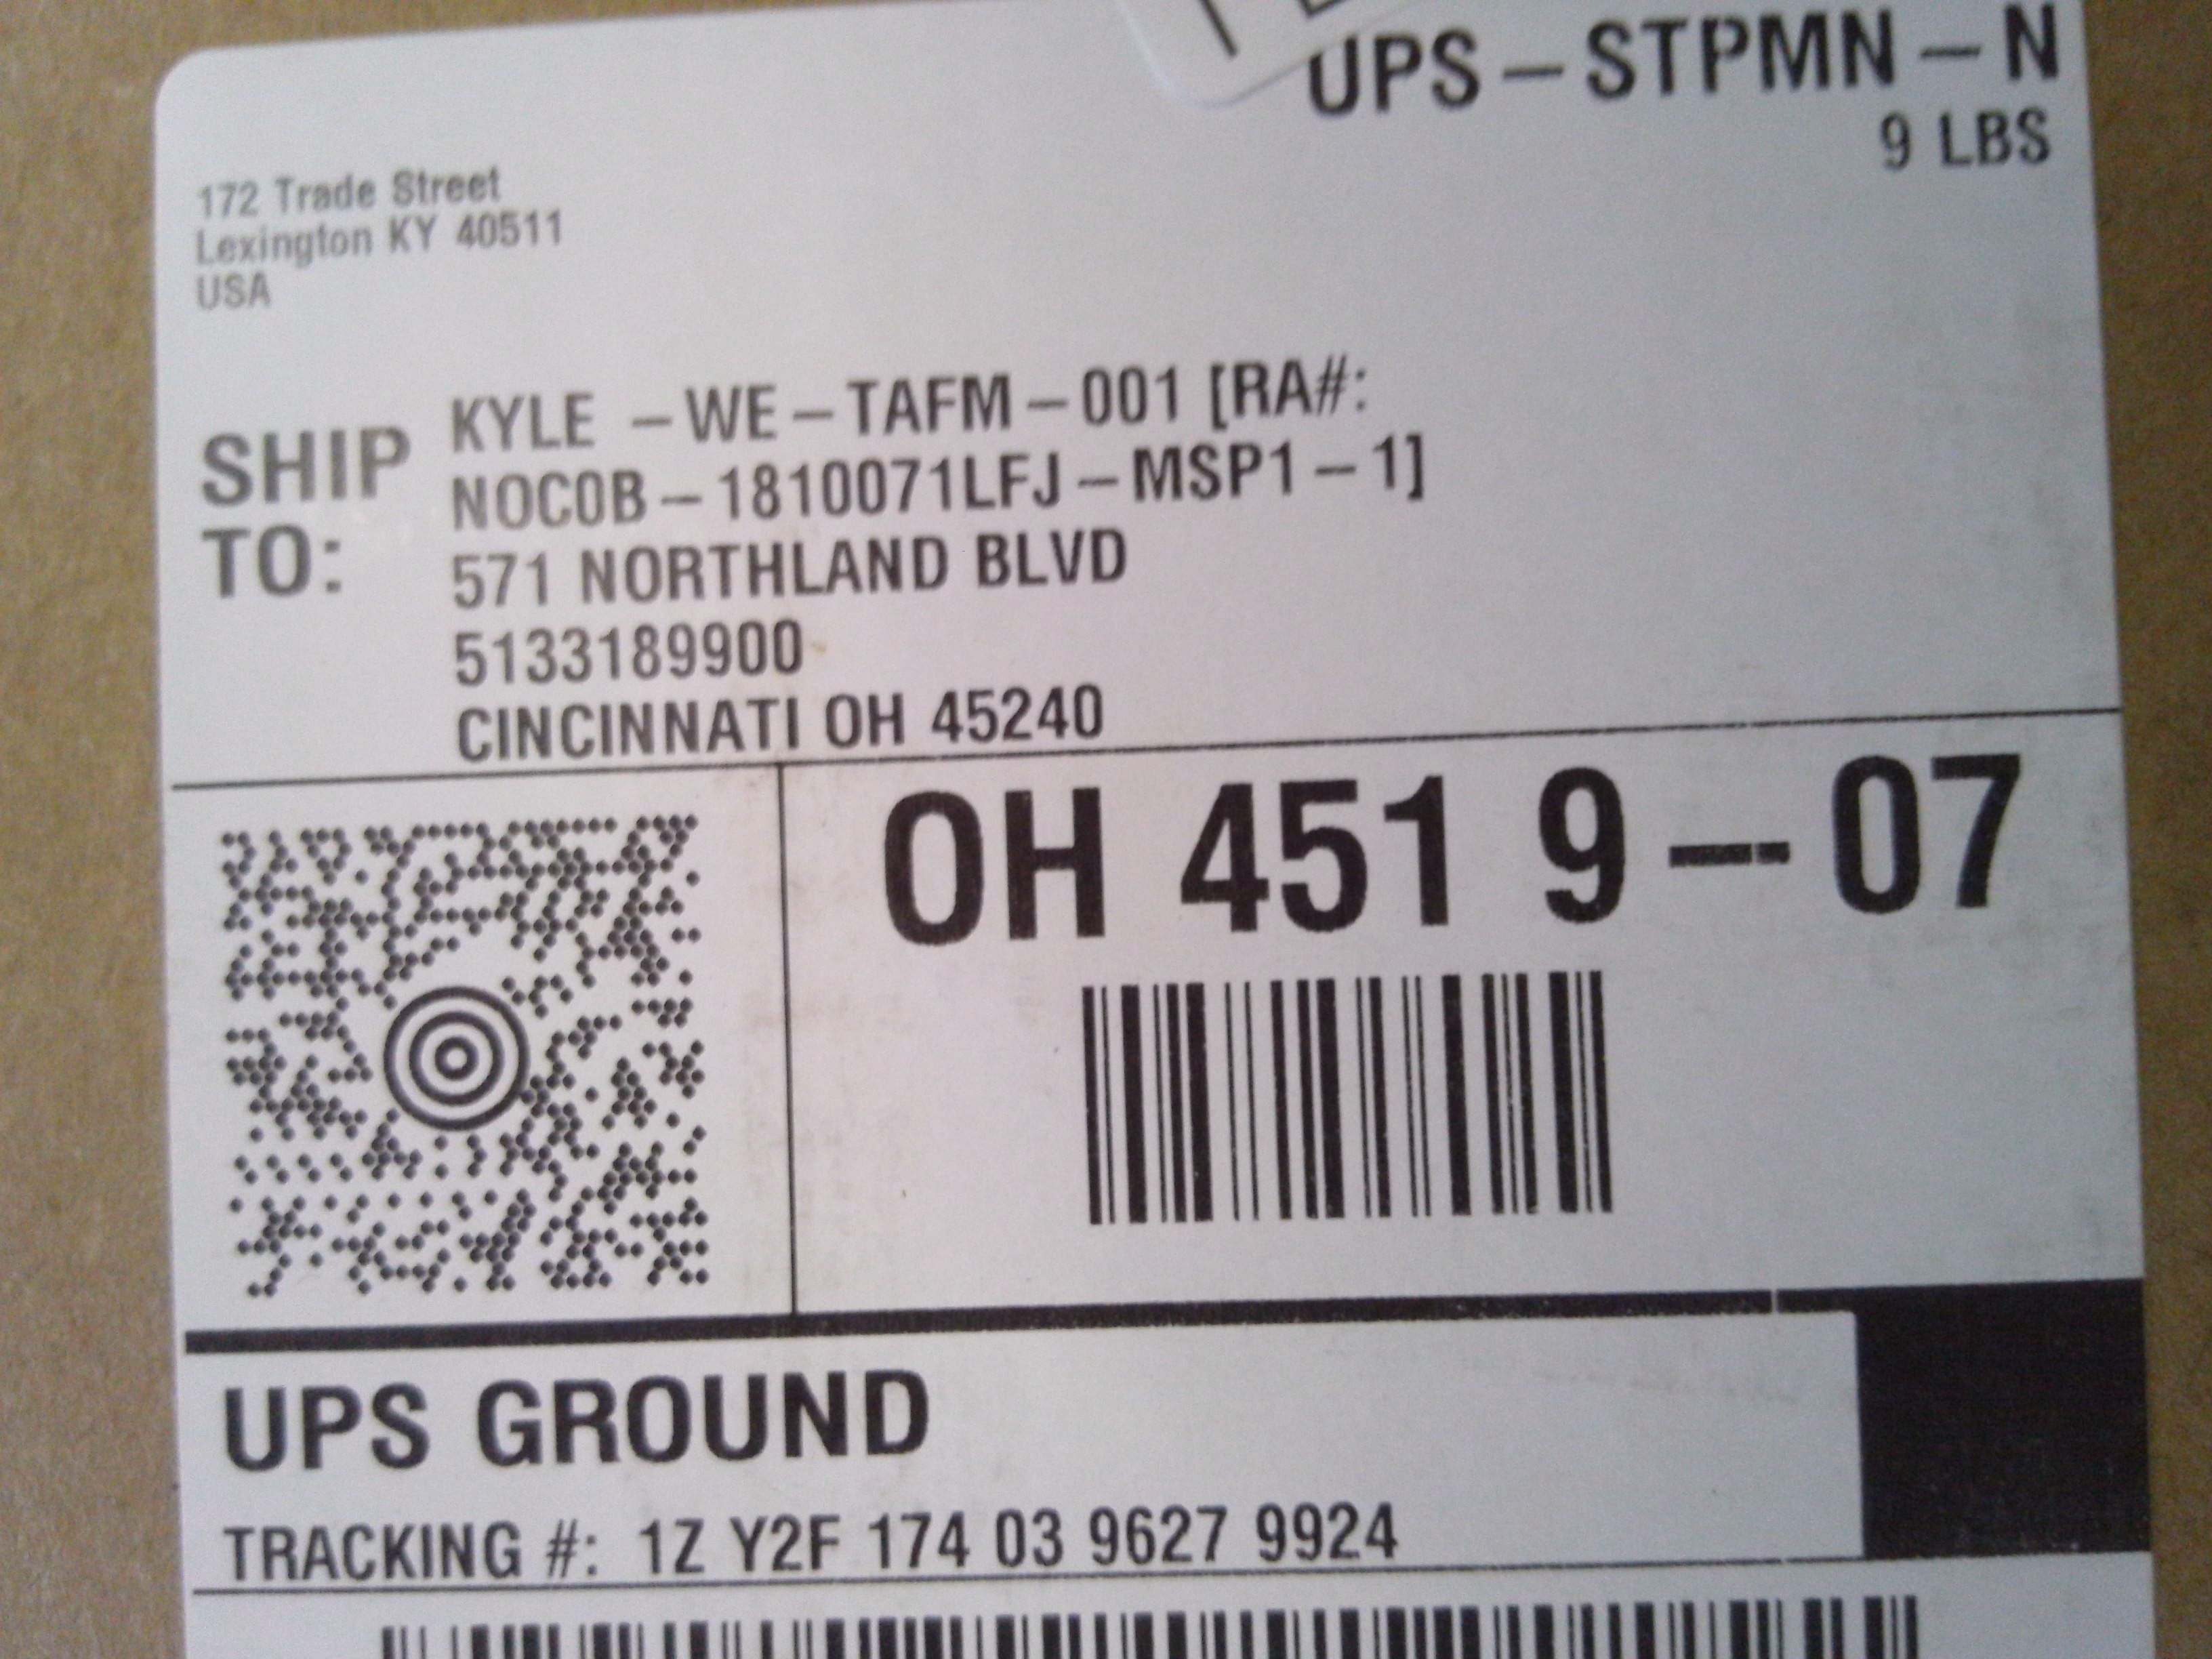 UPS-STPMN-N
9 LBS
172 Trade Street
Lexington KY 40511
USA
SHIP TO:
KYLE -WE-TAFM-001 [RA#:
NOC0B-1810071LFJ-MSP1-1]
571 NORTHLAND BLVD
5133189900
CINCINNATI OH 45240
OH 451 9-07
UPS GROUND
TRACKING #: 1Z Y2F 174 03 9627 9924